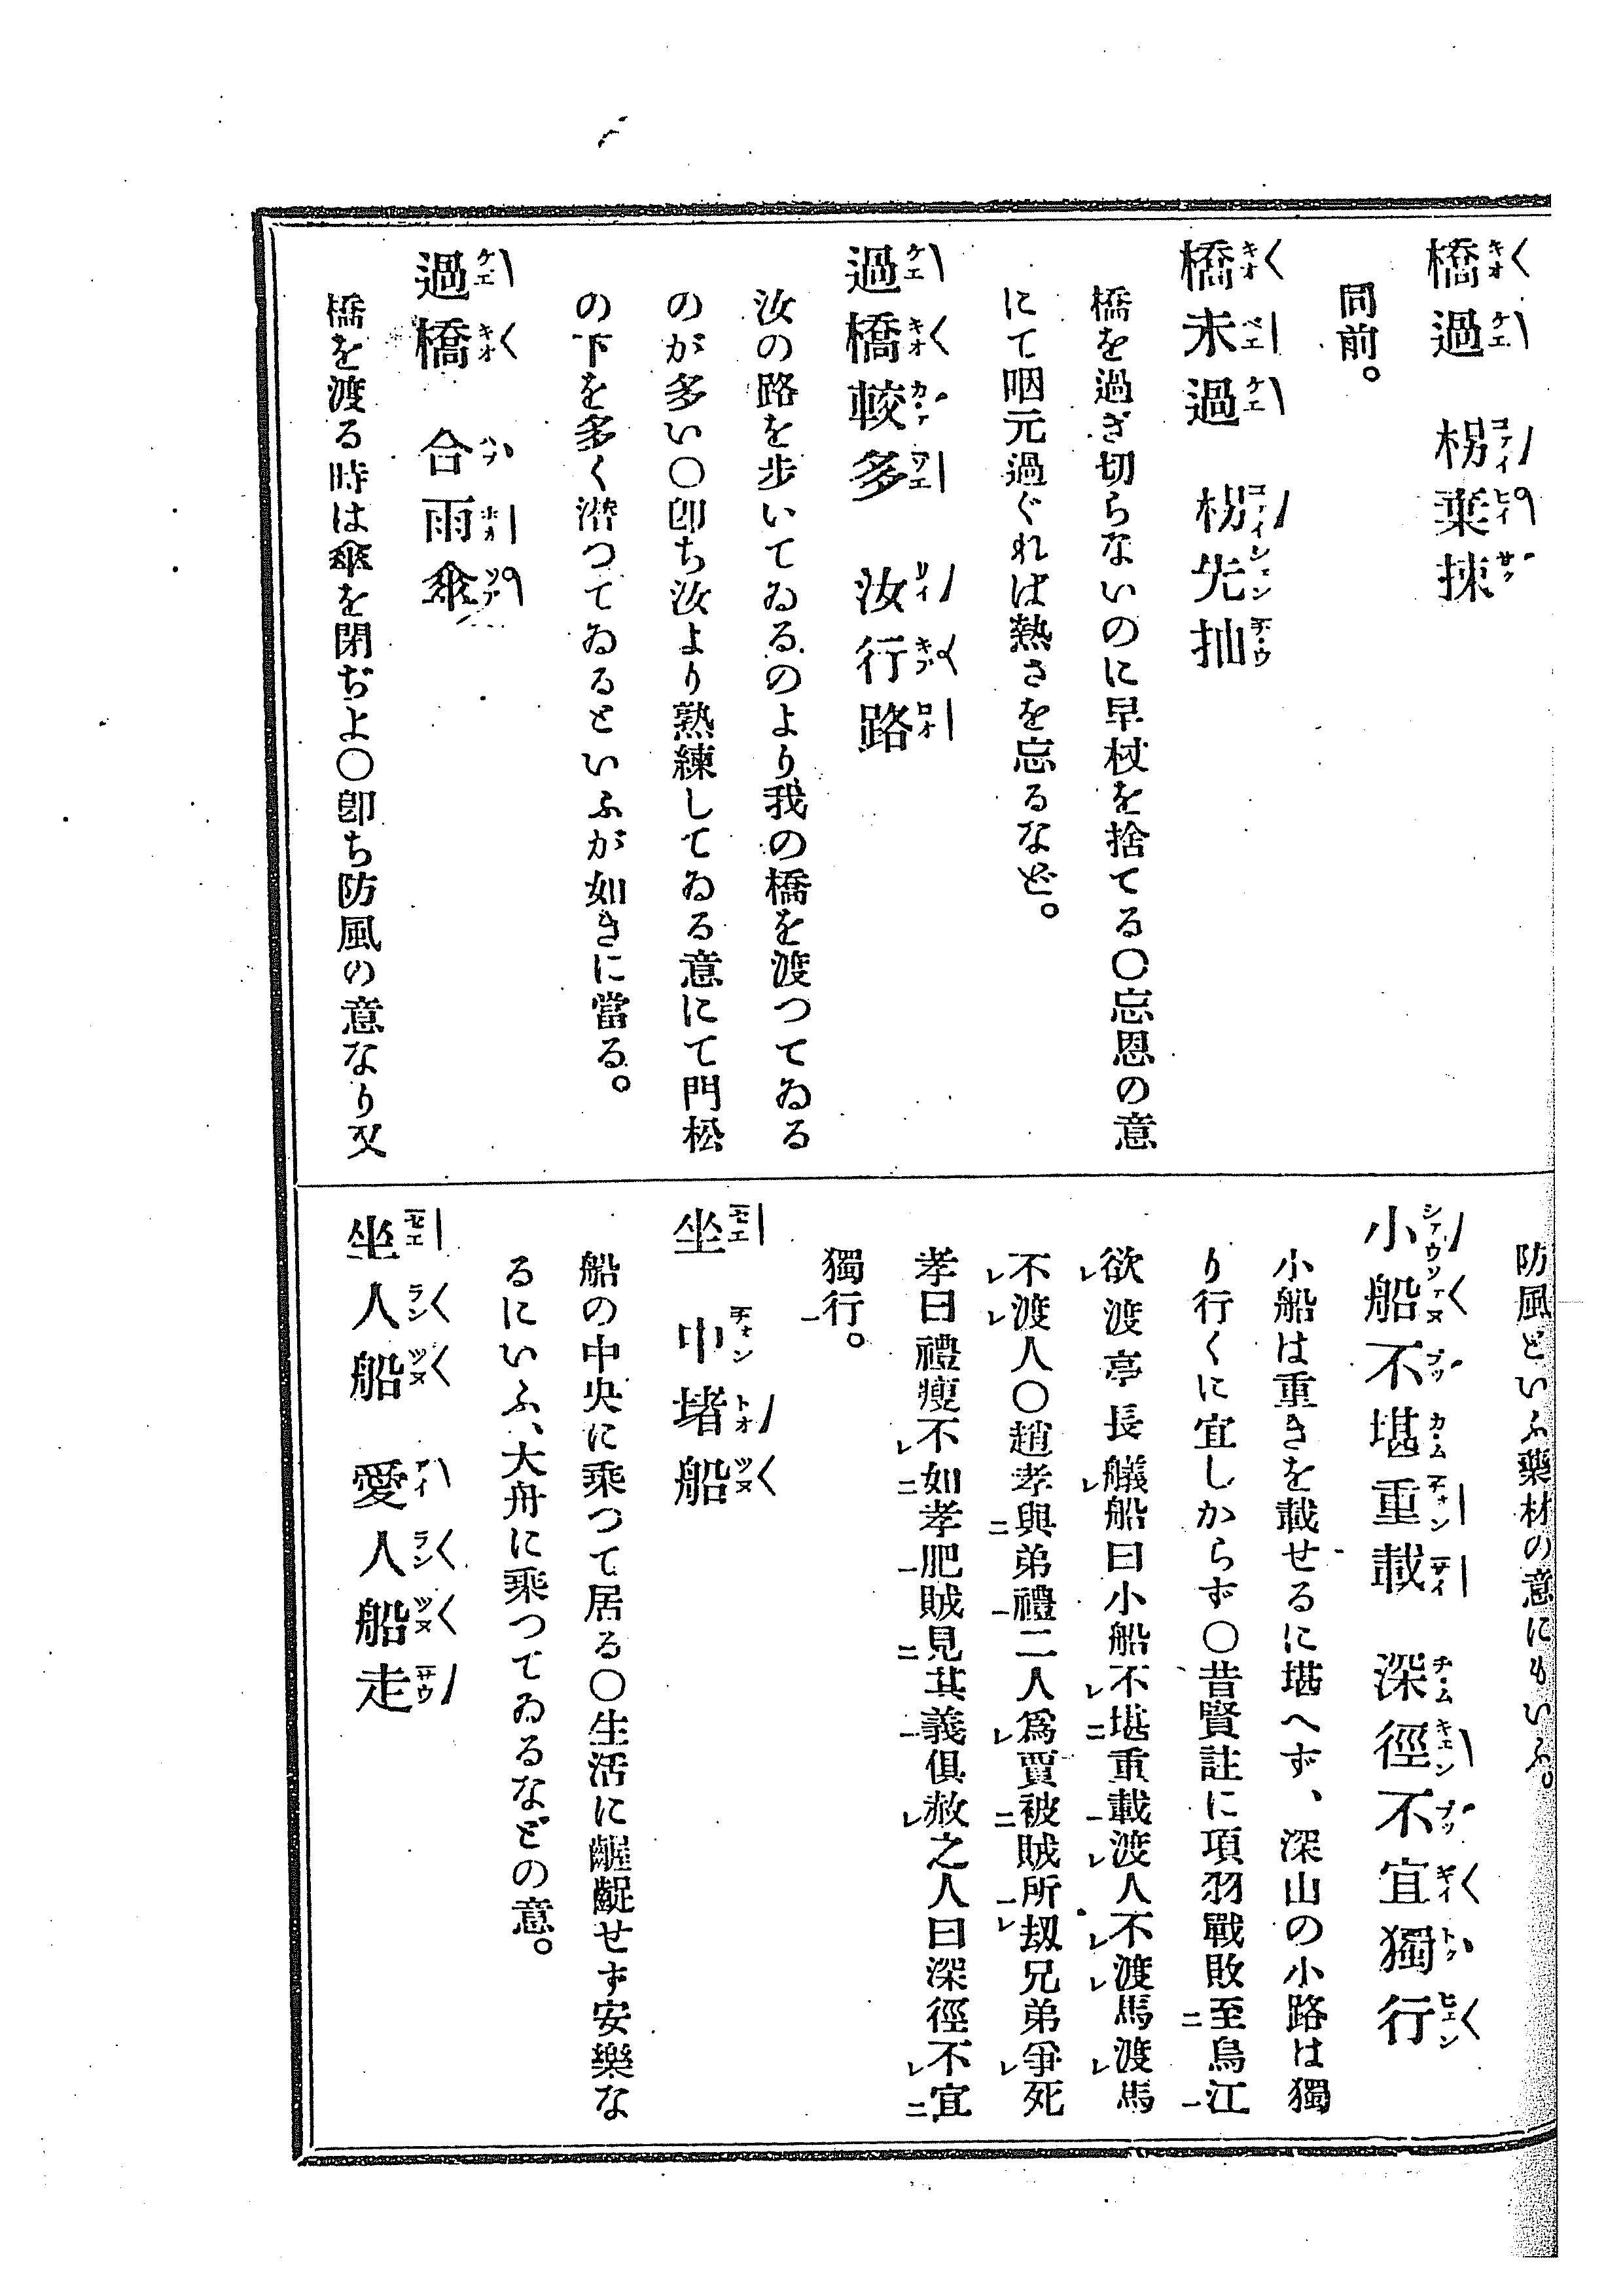 橋過 枴棄捒
同前。
橋未過 枴先抛
橋を過ぎ切らないのに早杖を捨てる〇忘恩の意
にて咽元過ぐれば熱さを忘るなど。
過橋較多 汝行路
汝の路を步いてゐるのより我の橋を渡つてゐる
のが多い〇卽ち汝より熟練してゐる意にて門松
の下を多く潜つてゐるといふが如きに當る。
過橋 合雨傘
橋を渡る時は傘を閉ぢよ〇卽ち防風の意なり又
防風といふ藥材の意にもいふ。
小船不堪重載 深徑不宜獨行
小船は重きを載せるに堪へず、深山の小路は獨
り行くに宜しからず〇昔賢註に項羽戰敗至烏江
欲渡亭長艤船曰小船不堪重載渡人不渡馬渡馬
不渡人〇趙孝與弟禮二人爲賈被賊所刼兄弟爭死
孝曰禮瘦不如孝肥賊見其義俱赦之人曰深徑不宜
獨行。
坐 中堵船
船の中央に乘つて居る〇生活に齷齪せず安樂な
るにいふ、大舟に乘つてゐるなどの意。
坐人船 愛人船走